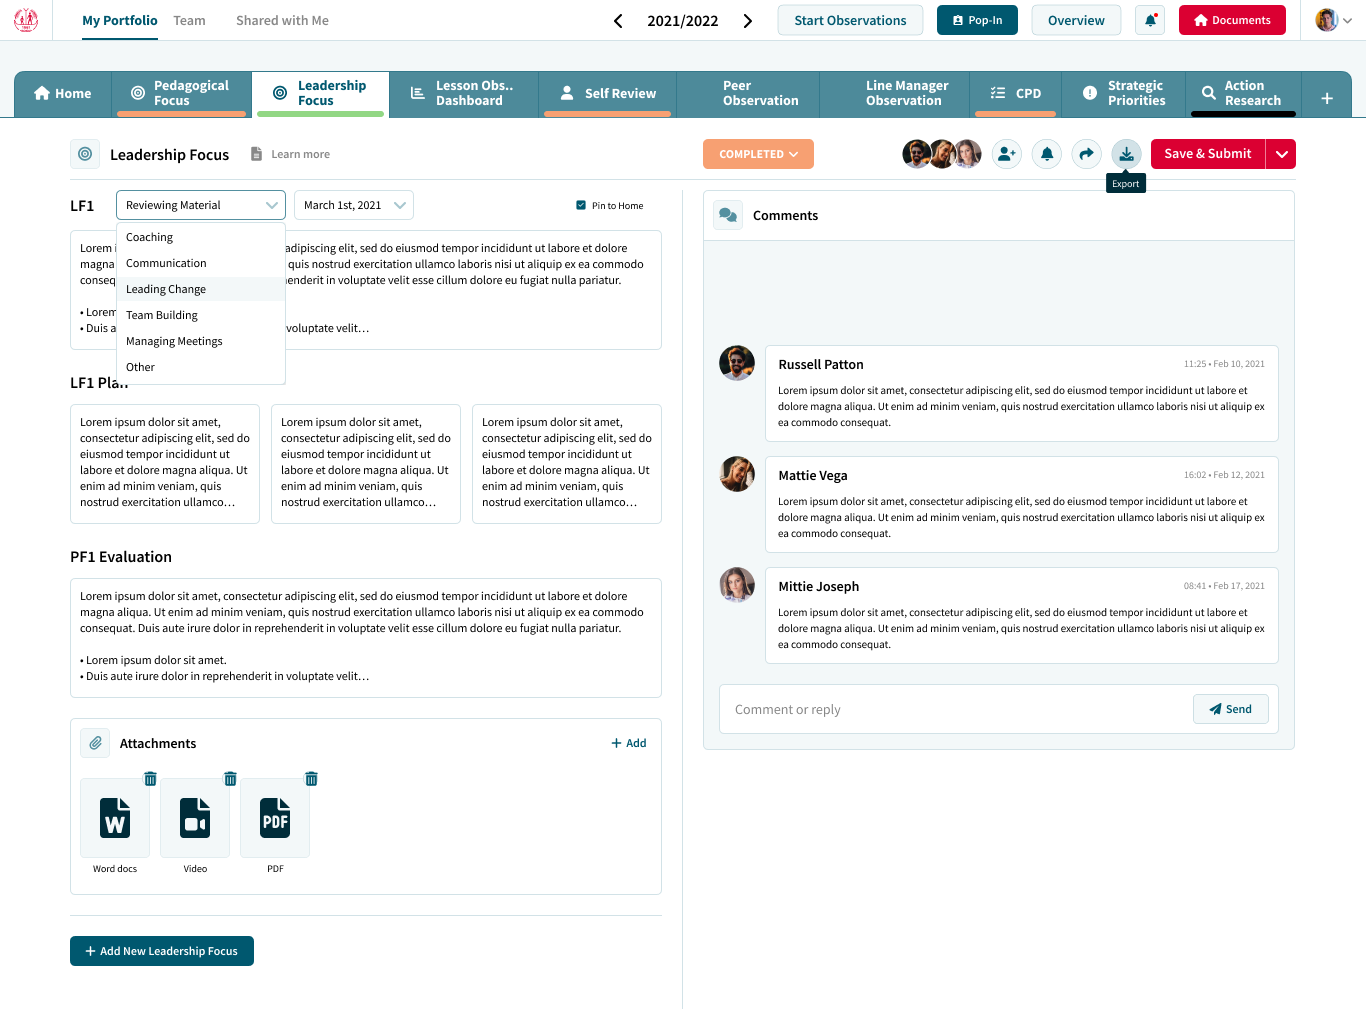 My Portfolio
Team
Shared with Me
2021/2022
Start Observations
Pop-In
Overview
Documents
Home
Pedagogical
Focus
Leadership
Focus
Lesson Obs..
Dashboard
Self Review
Peer
Observation
Line Manager
Observation
CPD
Strategic
Priorities
Action
Research
Leadership Focus
Learn more
COMPLETED
Save & Submit
Export
LF1
Reviewing Material
March 1st, 2021
Pin to Home
Coaching
Communication
Leading Change
Team Building
Managing Meetings
Other
Lorem adipiscing elit, sed do eiusmod tempor incididunt ut labore et dolore
magna quis nostrud exercitation ullamco laboris nisi ut aliquip ex ea commodo
conseq henderit in voluptate velit esse cillum dolore eu fugiat nulla pariatur.
• Lorem
• Duis a voluptate velit...
LF1 Plan
Lorem ipsum dolor sit amet,
consectetur adipiscing elit, sed do
eiusmod tempor incididunt ut
labore et dolore magna aliqua. Ut
enim ad minim veniam, quis
nostrud exercitation ullamco...
Lorem ipsum dolor sit amet,
consectetur adipiscing elit, sed do
eiusmod tempor incididunt ut
labore et dolore magna aliqua. Ut
enim ad minim veniam, quis
nostrud exercitation ullamco...
Lorem ipsum dolor sit amet,
consectetur adipiscing elit, sed do
eiusmod tempor incididunt ut
labore et dolore magna aliqua. Ut
enim ad minim veniam, quis
nostrud exercitation ullamco...
PF1 Evaluation
Lorem ipsum dolor sit amet, consectetur adipiscing elit, sed do eiusmod tempor incididunt ut labore et dolore
magna aliqua. Ut enim ad minim veniam, quis nostrud exercitation ullamco laboris nisi ut aliquip ex ea commodo
consequat. Duis aute irure dolor in reprehenderit in voluptate velit esse cillum dolore eu fugiat nulla pariatur.
• Lorem ipsum dolor sit amet.
• Duis aute irure dolor in reprehenderit in voluptate velit...
Attachments
+ Add
W
PDF
Word docs
Video
PDF
+ Add New Leadership Focus
Comments
Russell Patton
11:25 • Feb 10, 2021
Lorem ipsum dolor sit amet, consectetur adipiscing elit, sed do eiusmod tempor incididunt ut labore et
dolore magna aliqua. Ut enim ad minim veniam, quis nostrud exercitation ullamco laboris nisi ut aliquip ex
ea commodo consequat.
Mattie Vega
16:02 • Feb 12, 2021
Lorem ipsum dolor sit amet, consectetur adipiscing elit, sed do eiusmod tempor incididunt ut labore et
dolore magna aliqua. Ut enim ad minim veniam, quis nostrud exercitation ullamco laboris nisi ut aliquip ex
ea commodo consequat.
Mittie Joseph
08:41 • Feb 17, 2021
Lorem ipsum dolor sit amet, consectetur adipiscing elit, sed do eiusmod tempor incididunt ut labore et
dolore magna aliqua. Ut enim ad minim veniam, quis nostrud exercitation ullamco laboris nisi ut aliquip ex
ea commodo consequat.
Comment or reply
Send